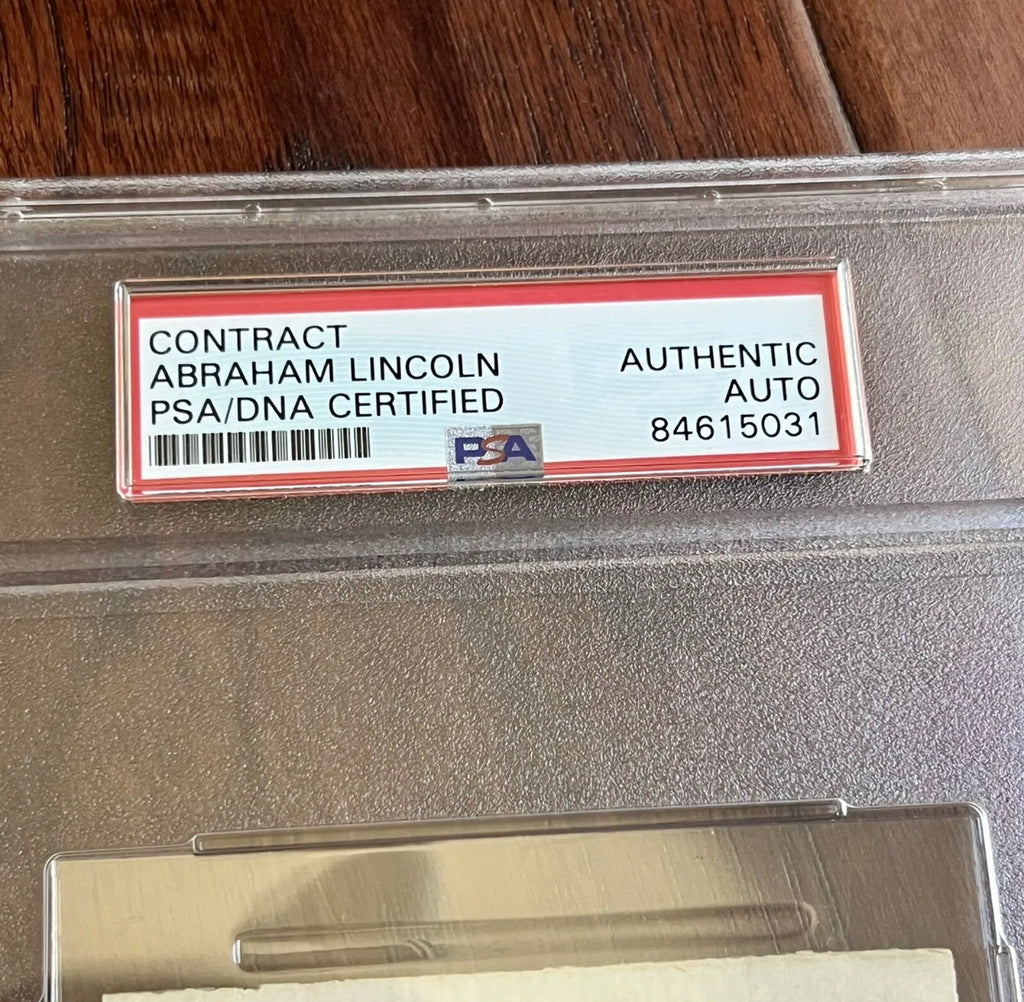 CONTRACT
ABRAHAM LINCOLN
PSA/DNA CERTIFIED
AUTHENTIC
AUTO
84615031
PSA